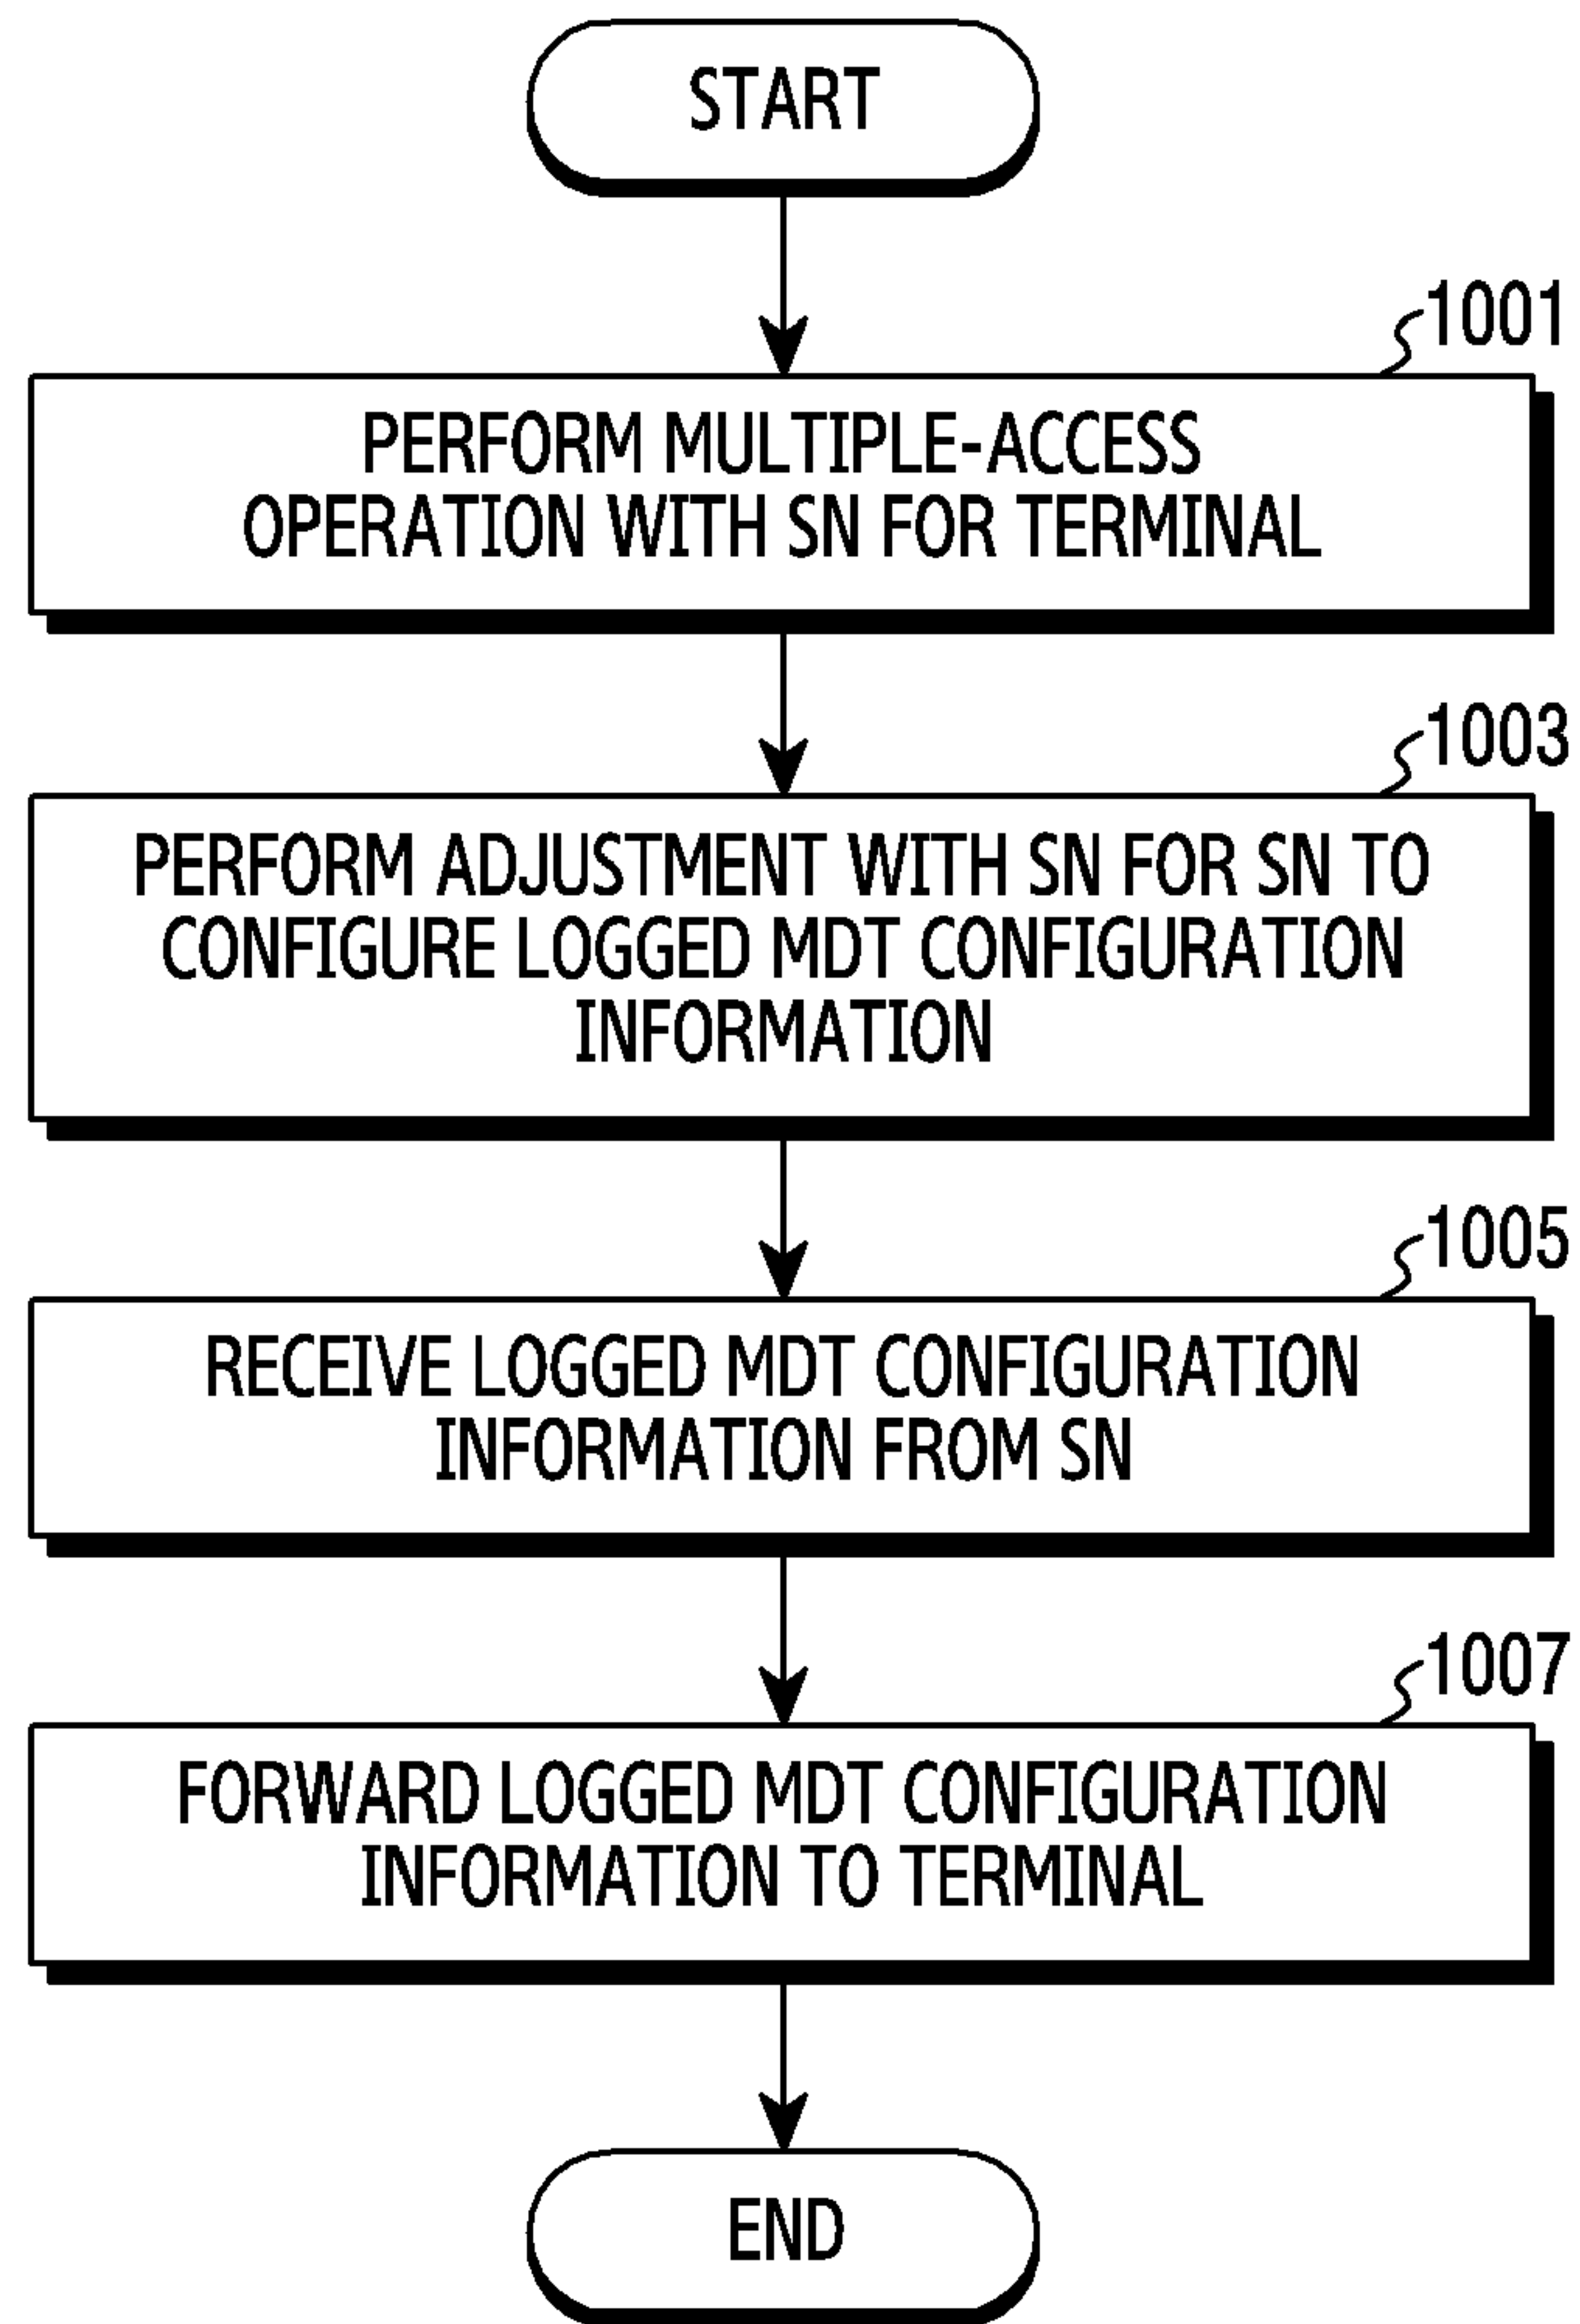 START
1001
PERFORM MULTIPLE-ACCESS
OPERATION WITH SN FOR TERMINAL
1003
PERFORM ADJUSTMENT WITH SN FOR SN TO
CONFIGURE LOGGED MDT CONFIGURATION
INFORMATION
1005
RECEIVE LOGGED MDT CONFIGURATION
INFORMATION FROM SN
1007
FORWARD LOGGED MDT CONFIGURATION
INFORMATION TO TERMINAL
END